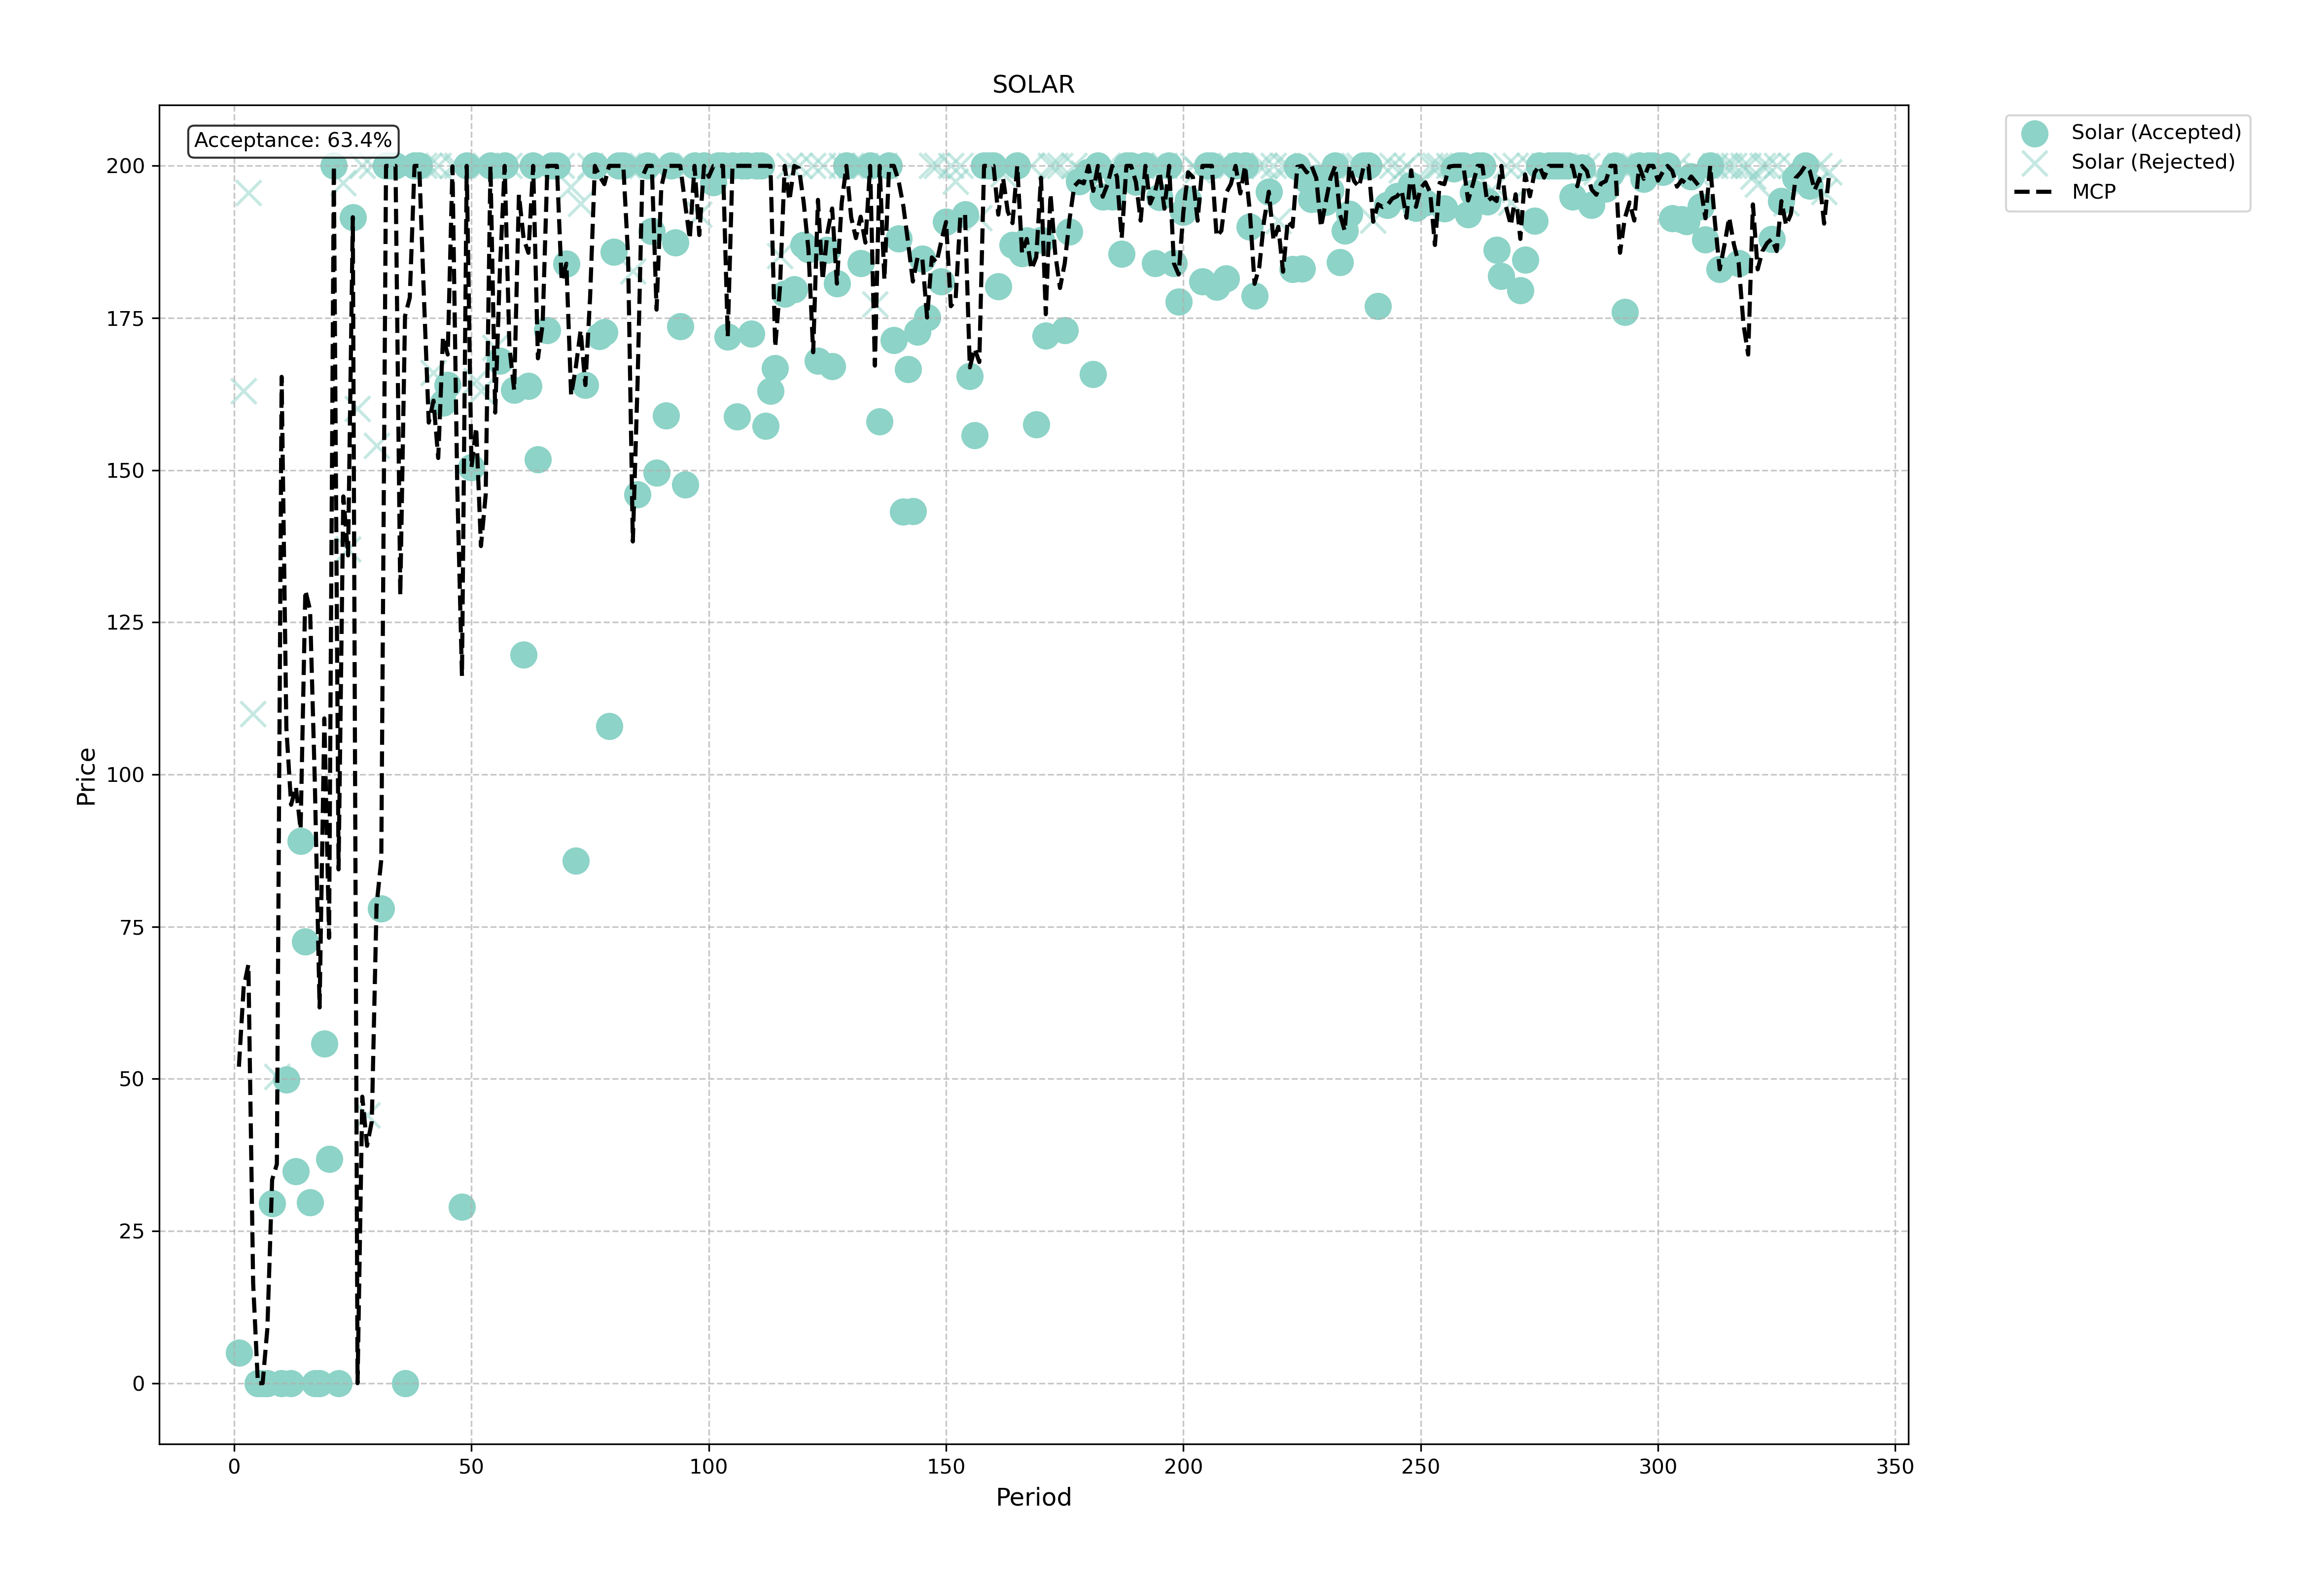 SOLAR
Acceptance: 63.4%
Solar (Accepted)
Solar (Rejected)
MCP
200
175
150
125
100
75
50
25
0
Price
0
50
100
150
200
250
300
350
Period